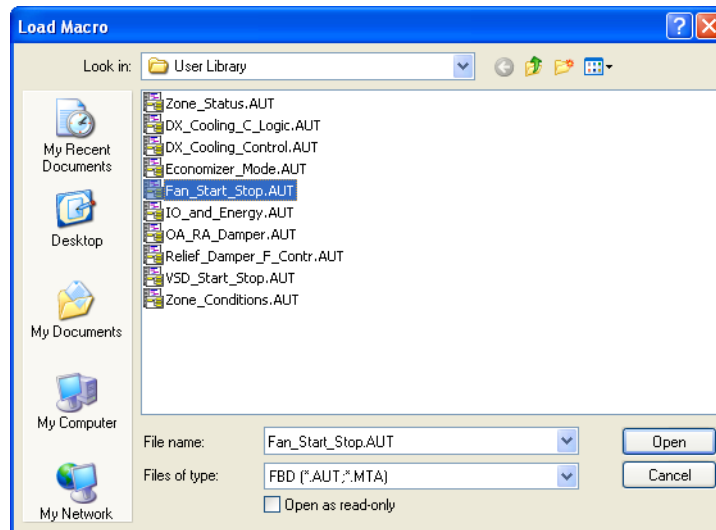 Load Macro
Look in:
User Library
My Recent
Documents
Desktop
My Documents
My Computer
My Network
Zone_Status.AUT
DX_Cooling_C_Logic.AUT
DX_Cooling_Control.AUT
Economizer_Mode.AUT
Fan_Start_Stop.AUT
IO_and_Energy.AUT
OA_RA_Damper.AUT
Relief_Damper_F_Contr.AUT
VSD_Start_Stop.AUT
Zone_Conditions.AUT
File name:
Fan_Start_Stop.AUT
Open
Files of type:
FBD (*.AUT;*.MTA)
Cancel
Open as read-only